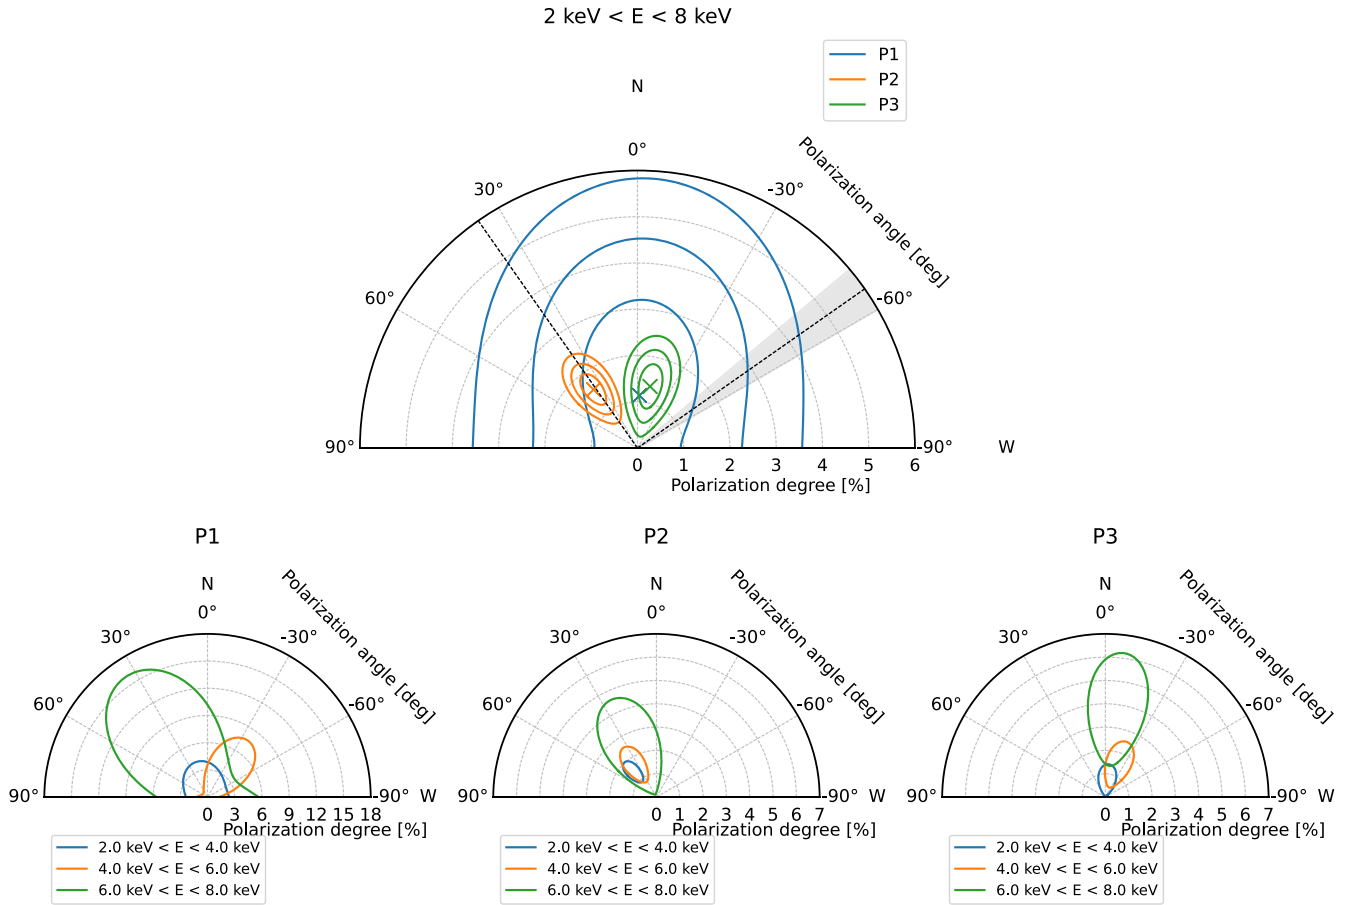 2 keV < E < 8 keV
P1
P2
P3
N
0°
30°
-30°
60°
-60°
90°
-90°
W
Polarization angle [deg]
0 1 2 3 4 5 6
Polarization degree [%]
P1
N
0°
30°
-30°
60°
-60°
90°
-90°
W
Polarization angle [deg]
0 3 6 9 12 15 18
Polarization degree [%]
2.0 keV < E < 4.0 keV
4.0 keV < E < 6.0 keV
6.0 keV < E < 8.0 keV
P2
N
0°
30°
-30°
60°
-60°
90°
-90°
W
Polarization angle [deg]
0 1 2 3 4 5 6 7
Polarization degree [%]
2.0 keV < E < 4.0 keV
4.0 keV < E < 6.0 keV
6.0 keV < E < 8.0 keV
P3
N
0°
30°
-30°
60°
-60°
90°
-90°
W
Polarization angle [deg]
0 1 2 3 4 5 6 7
Polarization degree [%]
2.0 keV < E < 4.0 keV
4.0 keV < E < 6.0 keV
6.0 keV < E < 8.0 keV